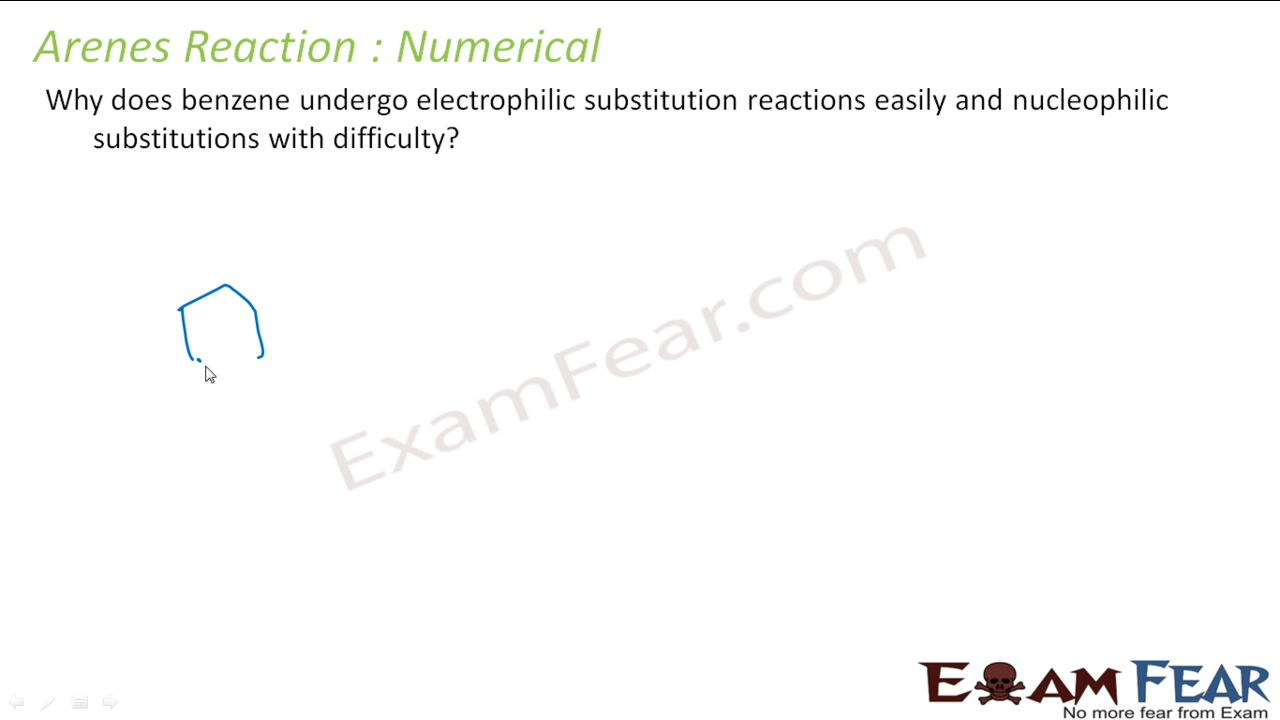 Arenes Reaction : Numerical
Why does benzene undergo electrophilic substitution reactions easily and nucleophilic
substitutions with difficulty?
ExamFear.com
EXAM FEAR
No more fear from Exam